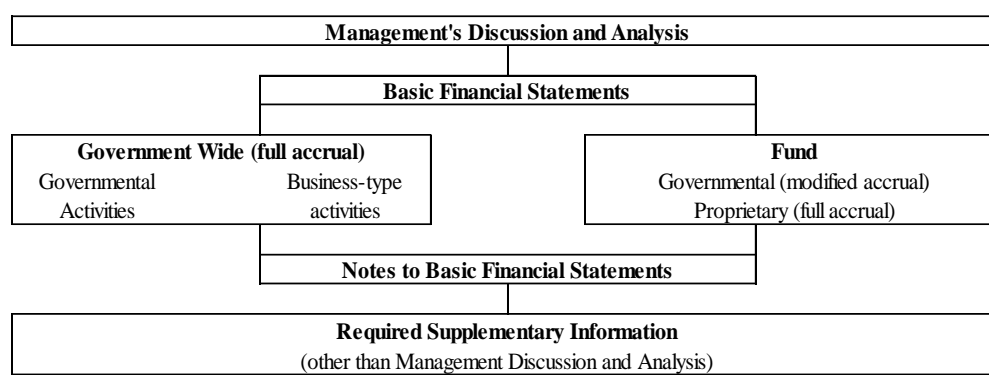 Management's Discussion and Analysis
Basic Financial Statements
Government Wide (full accrual)
Governmental Business-type
Activities activities
Fund
Governmental (modified accrual)
Proprietary (full accrual)
Notes to Basic Financial Statements
Required Supplementary Information
(other than Management Discussion and Analysis)